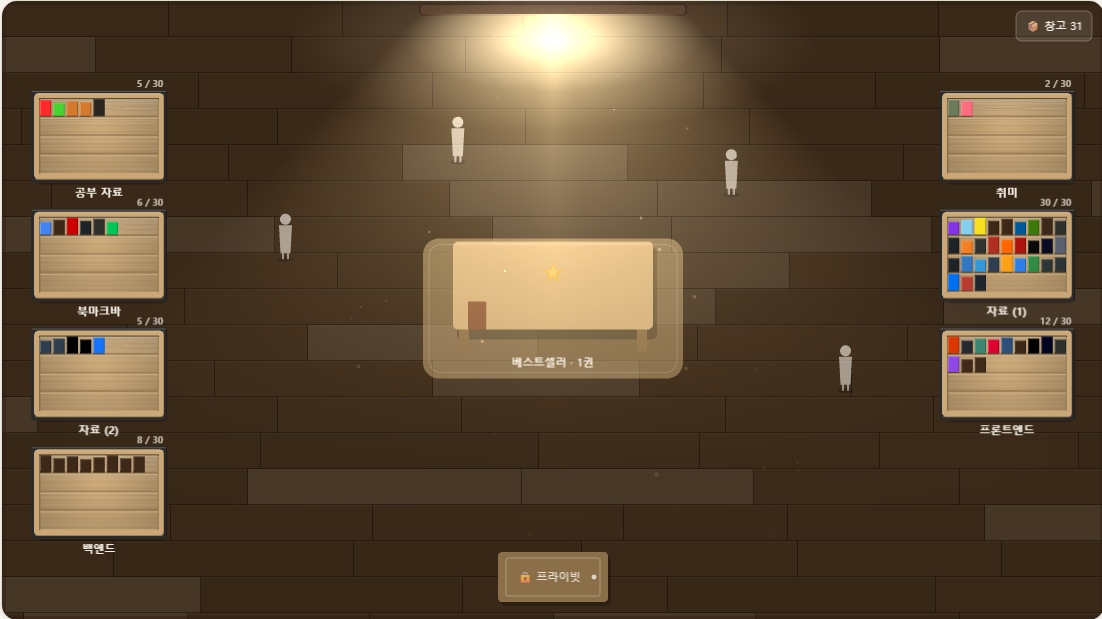 창고 31
5 / 30
공부 자료
6 / 30
북마크바
5 / 30
자료 (2)
8 / 30
백엔드
베스트셀러 · 1권
프라이빗
2 / 30
취미
30 / 30
자료 (1)
12 / 30
프론트엔드